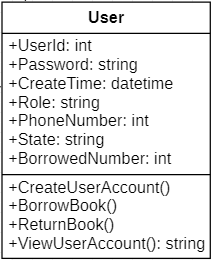 User
+UserId: int
+Password: string
+CreateTime: datetime
+Role: string
+PhoneNumber: int
+State: string
+BorrowedNumber: int
+CreateUserAccount()
+BorrowBook()
+ReturnBook()
+ViewUserAccount(): string